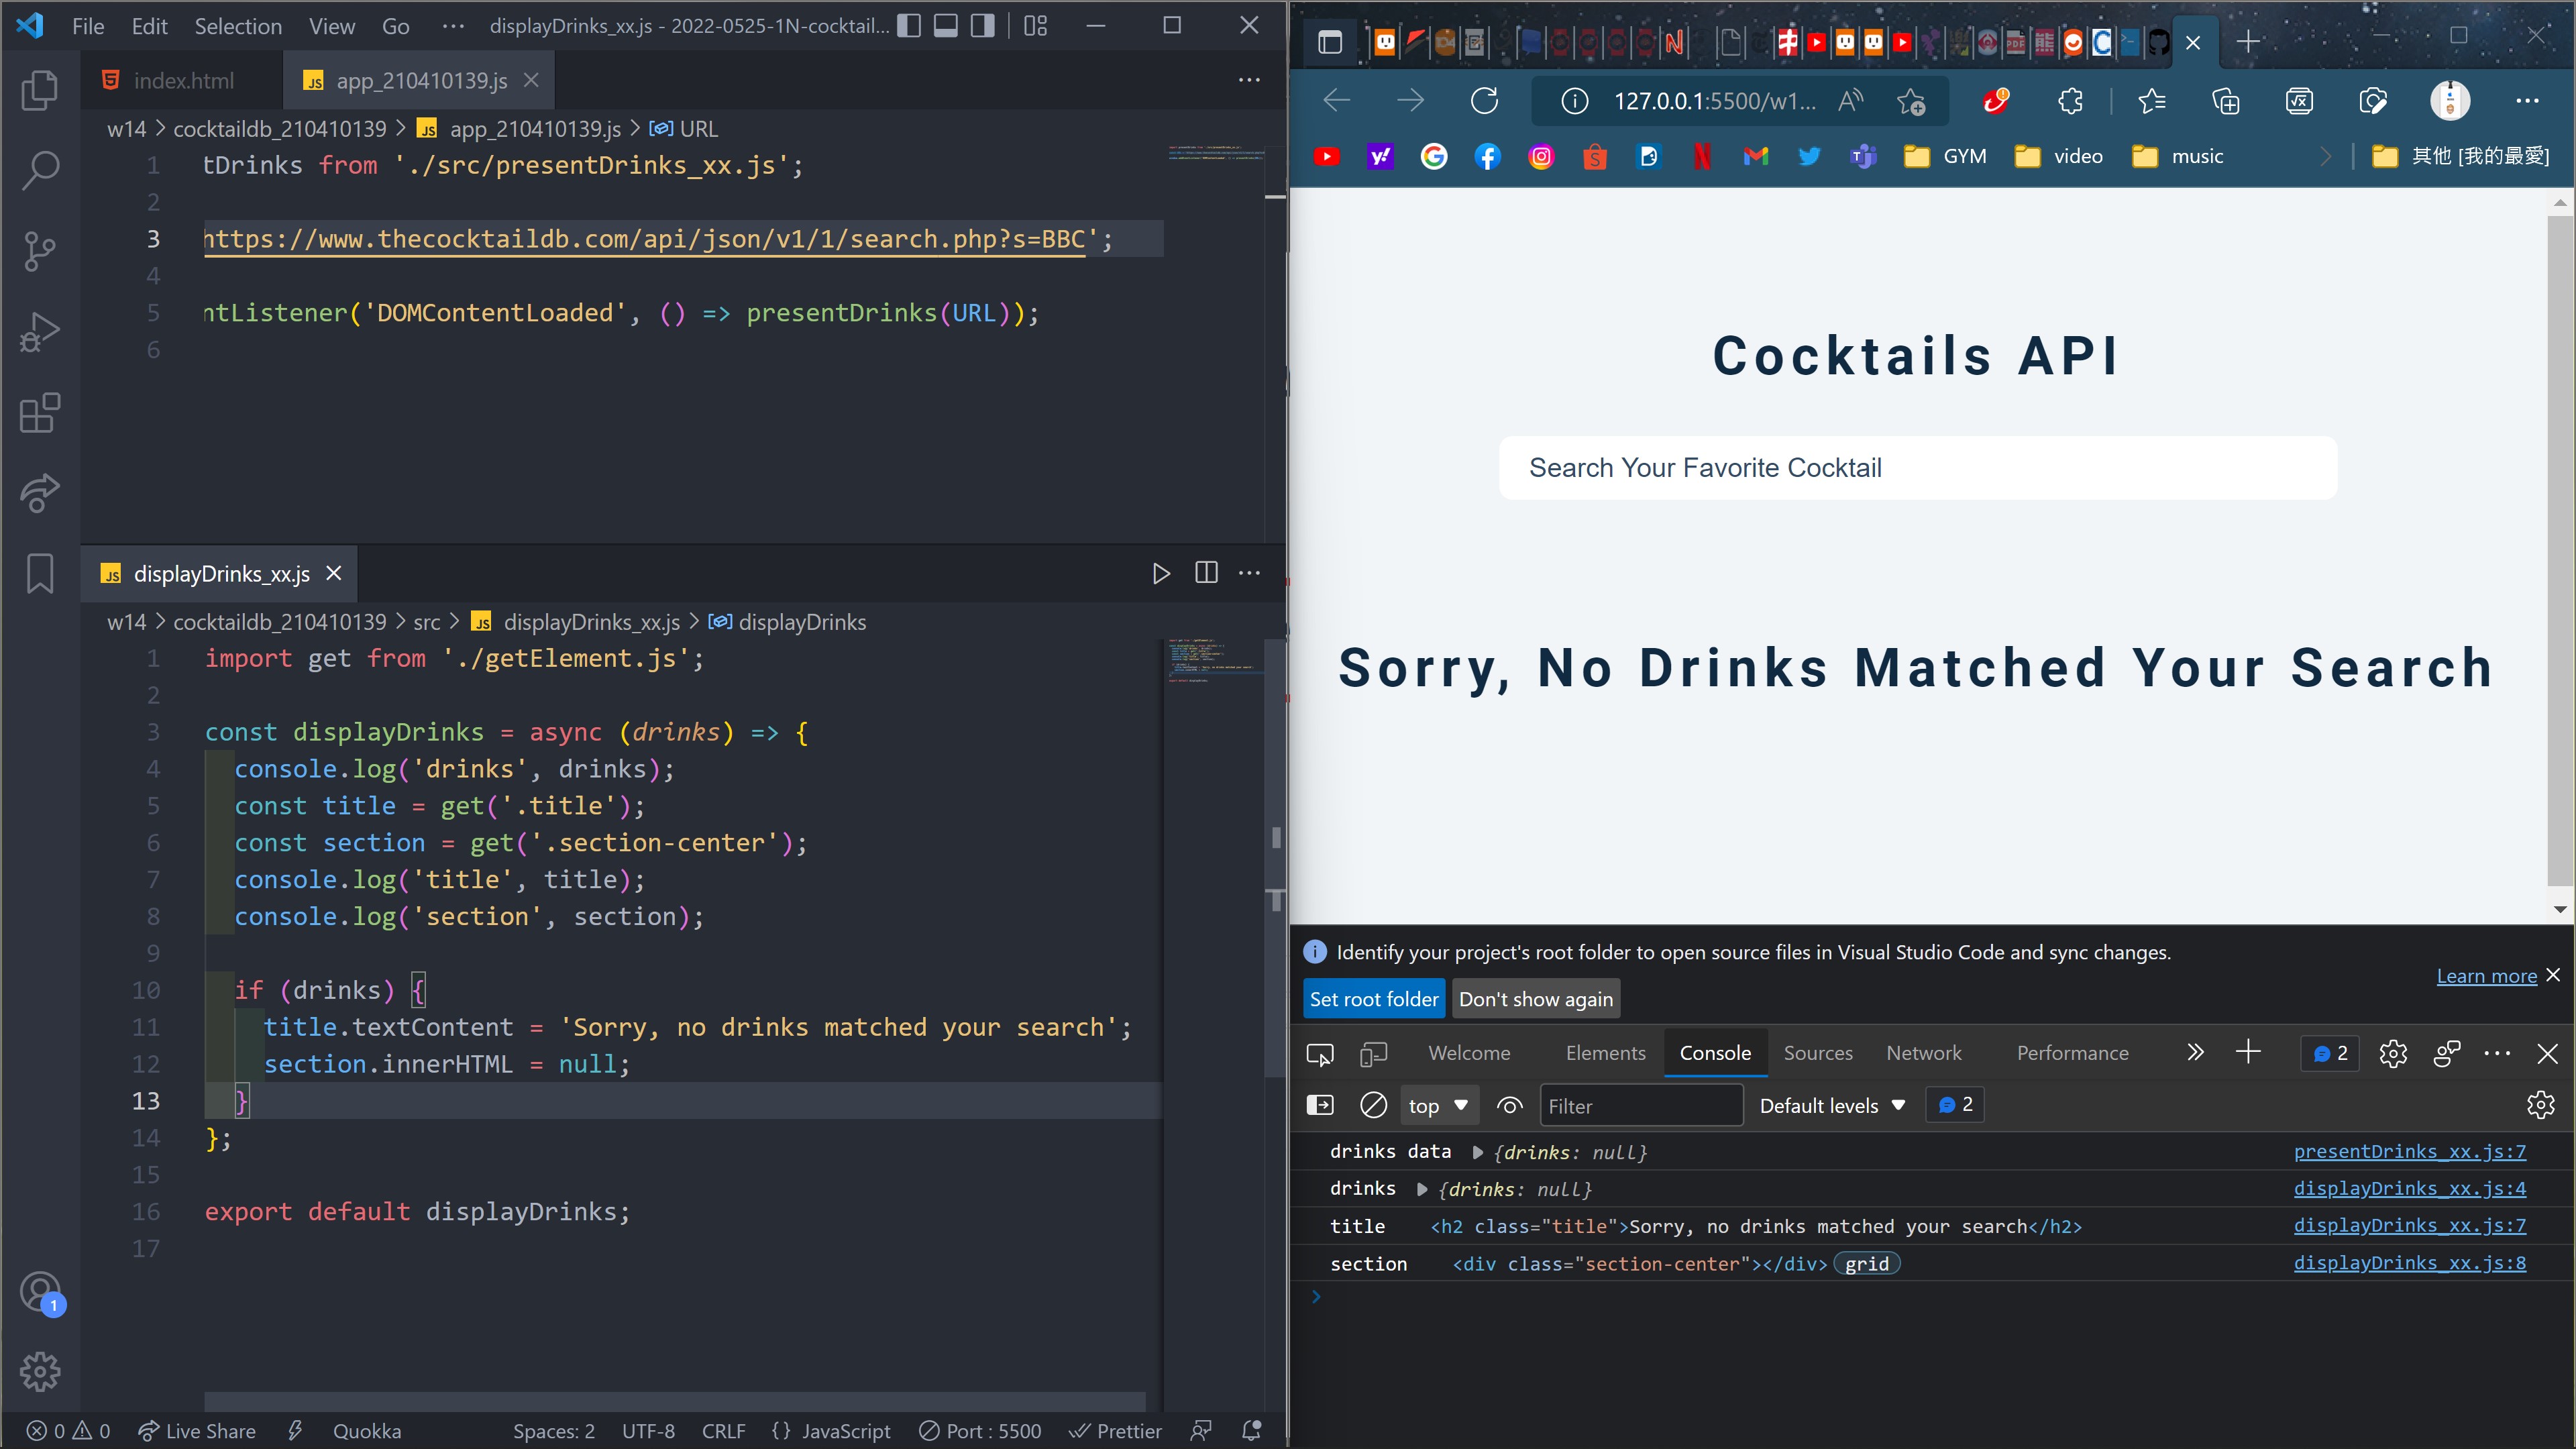 File Edit Selection View Go ··· displayDrinks_xx.js - 2022-0525-1N-cocktail...
index.html
app_210410139.js
w14 > cocktaildb_210410139 > JS app_210410139.js > URL
1 tDrinks from './src/presentDrinks_xx.js';
2
3 https://www.thecocktaildb.com/api/json/v1/1/search.php?s=BBC';
4
5 ntListener('DOMContentLoaded', () => presentDrinks(URL));
6
JS displayDrinks_xx.js
w14 > cocktaildb_210410139 > src > JS displayDrinks_xx.js > displayDrinks
1 import get from './getElement.js';
2
3 const displayDrinks = async (drinks) => {
4 console.log('drinks', drinks);
5 const title = get('.title');
6 const section = get('.section-center');
7 console.log('title', title);
8 console.log('section', section);
9
10 if (drinks) {
11 title.textContent = 'Sorry, no drinks matched your search';
12 section.innerHTML = null;
13 }
14 };
15
16 export default displayDrinks;
17
1
0 0 Live Share Quokka Spaces: 2 UTF-8 CRLF {} JavaScript Port : 5500 Prettier
127.0.0.1:5500/w1...
GYM video music 其他 [我的最愛]
Cocktails API
Search Your Favorite Cocktail
Sorry, No Drinks Matched Your Search
Identify your project's root folder to open source files in Visual Studio Code and sync changes.
Learn more
Set root folder Don't show again
Welcome Elements Console Sources Network Performance 2
top Filter Default levels 2
drinks data {drinks: null} presentDrinks_xx.js:7
drinks {drinks: null} displayDrinks_xx.js:4
title <h2 class="title">Sorry, no drinks matched your search</h2> displayDrinks_xx.js:7
section <div class="section-center"></div> grid displayDrinks_xx.js:8